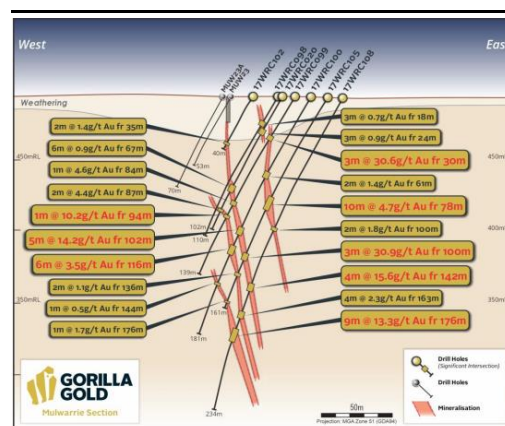 West
East
MUW23A
MUW23
17WRC102
17WRC098
17WRC020
17WRC099
17WRC100
17WRC105
17WRC108
Weathering
2m @ 1.4g/t Au fr 35m
6m @ 0.9g/t Au fr 67m
1m @ 4.6g/t Au fr 84m
2m @ 4.4g/t Au fr 87m
1m @ 10.2g/t Au fr 94m
5m @ 14.2g/t Au fr 102m
6m @ 3.5g/t Au fr 116m
2m @ 1.1g/t Au fr 136m
1m @ 0.5g/t Au fr 144m
1m @ 1.7g/t Au fr 176m
3m @ 0.7g/t Au fr 18m
3m @ 0.9g/t Au fr 24m
3m @ 30.6g/t Au fr 30m
2m @ 1.4g/t Au fr 61m
10m @ 4.7g/t Au fr 78m
2m @ 1.8g/t Au fr 100m
3m @ 30.9g/t Au fr 100m
4m @ 15.6g/t Au fr 142m
4m @ 2.3g/t Au fr 163m
9m @ 13.3g/t Au fr 176m
450mRL
400mRL
350mRL
450mRL
400mRL
350mRL
40m
53m
70m
102m
110m
139m
161m
181m
234m
GORILLA
GOLD
Mulwarrie Section
50m
Projection: MGA Zone 51 (GDA94)
Drill Holes
(Significant Intersection)
Drill Holes
Mineralisation